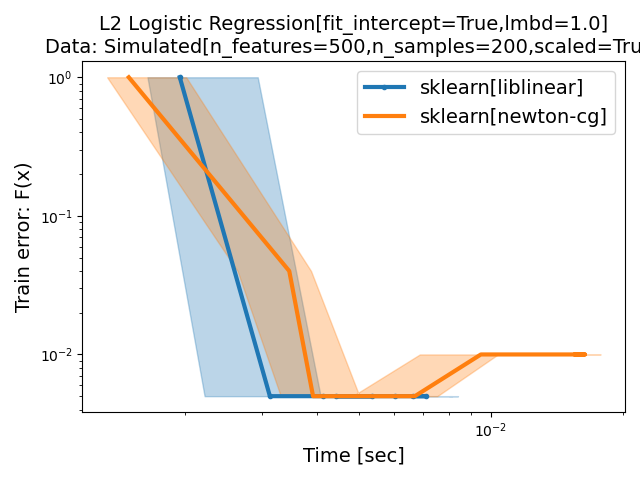 L2 Logistic Regression[fit_intercept=True,lmbd=1.0]
Data: Simulated[n_features=500,n_samples=200,scaled=Tru
sklearn[liblinear]
sklearn[newton-cg]
Train error: F(x)
10⁰
10⁻¹
10⁻²
10⁻²
Time [sec]